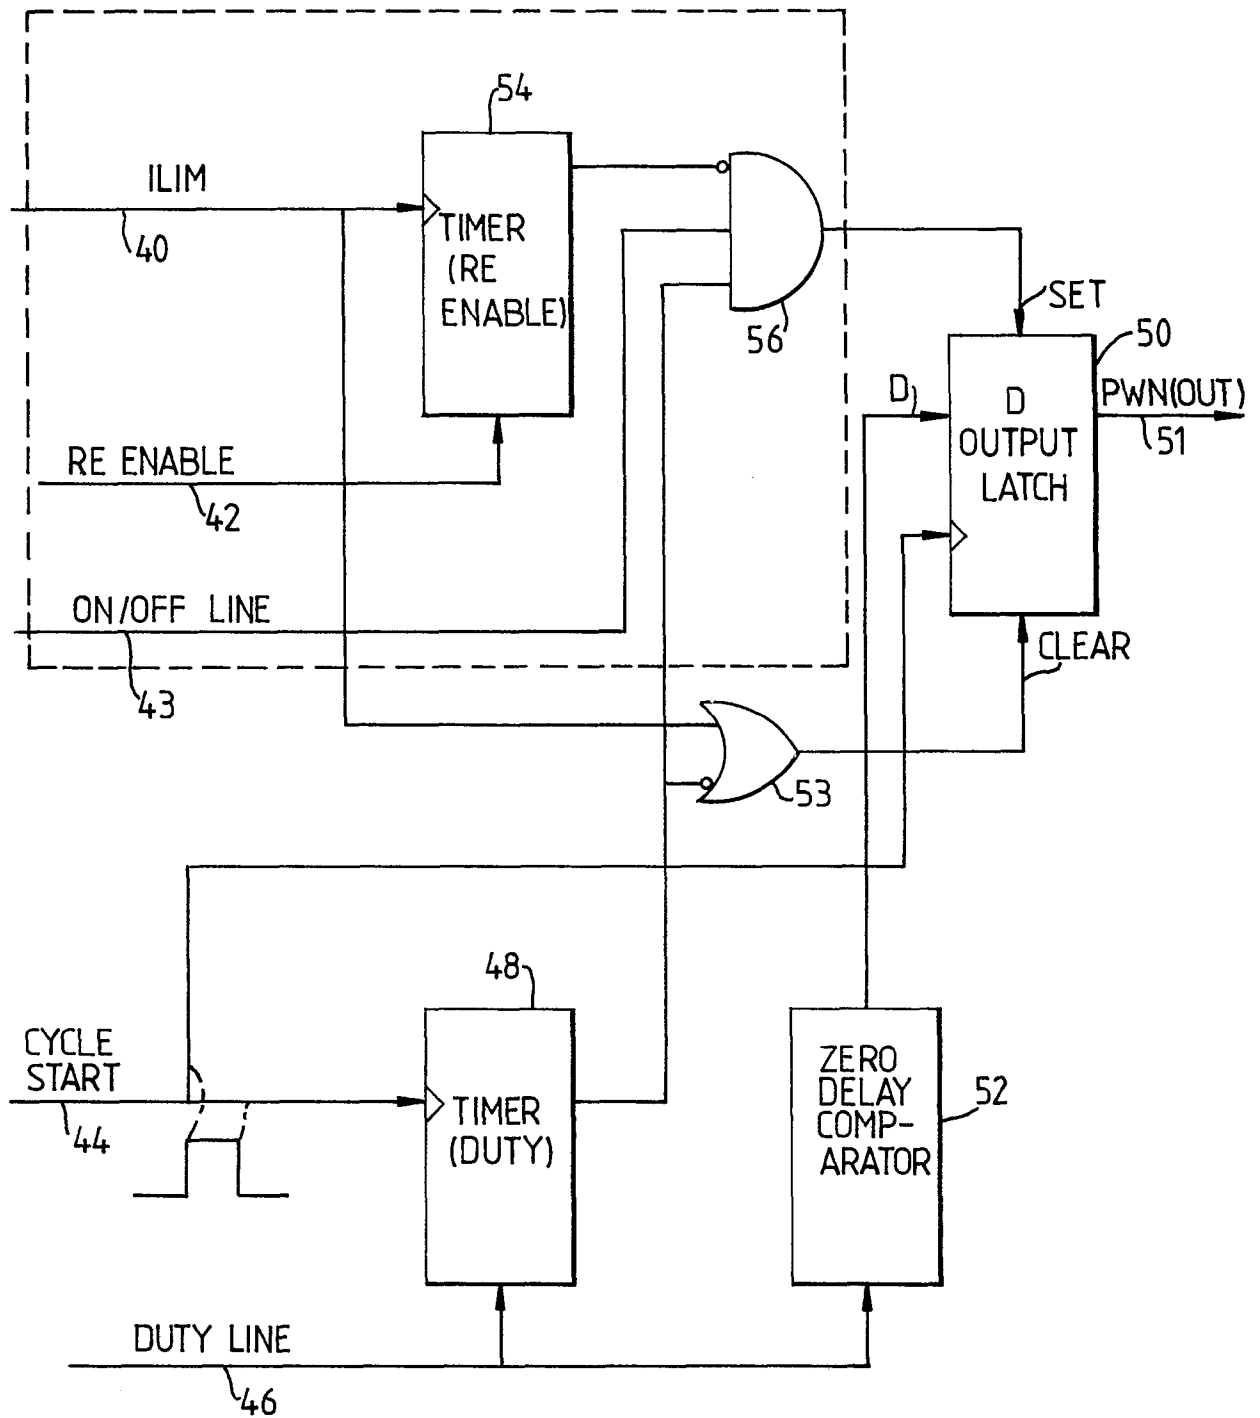 54
ILIM
40
TIMER
(RE
ENABLE)
56
SET
50
D
D
OUTPUT
LATCH
PWN(OUT)
51
RE ENABLE
42
ON/OFF LINE
43
CLEAR
53
48
CYCLE
START
44
TIMER
(DUTY)
ZERO
DELAY
COMP-
ARATOR
52
DUTY LINE
46